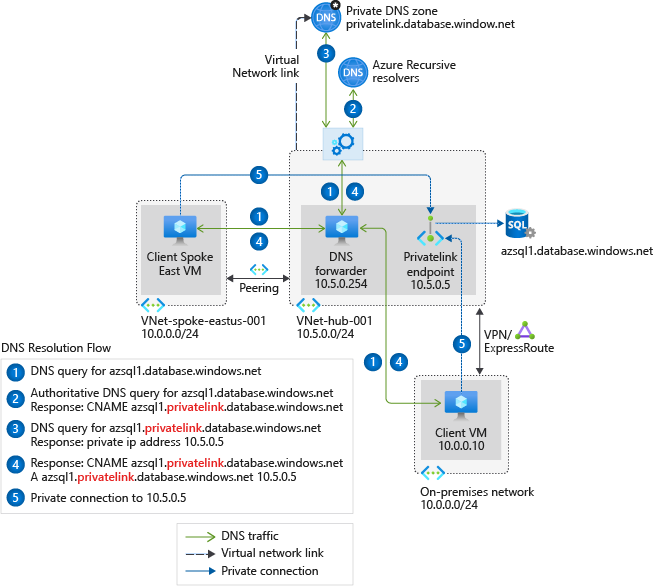 Private DNS zone
privatelink.database.window.net
DNS
*
3
Virtual
Network link
Azure Recursive
resolvers
DNS
2
5
1
4
1
4
Client Spoke
East VM
DNS
forwarder
10.5.0.254
Privatelink
endpoint
10.5.0.5
SQL
azsql1.database.windows.net
Peering
VNet-spoke-eastus-001
10.0.0.0/24
VNet-hub-001
10.5.0.0/24
VPN/
ExpressRoute
5
1
4
Client VM
10.0.0.10
On-premises network
10.0.0.0/24
DNS Resolution Flow
1 DNS query for azsql1.database.windows.net
2 Authoritative DNS query for azsql1.database.windows.net
Response: CNAME azsql1.privatelink.database.windows.net
3 DNS query for azsql1.privatelink.database.windows.net
Response: private ip address 10.5.0.5
4 Response: CNAME azsql1.privatelink.database.windows.net
A azsql1.privatelink.database.windows.net 10.5.0.5
5 Private connection to 10.5.0.5
DNS traffic
Virtual network link
Private connection